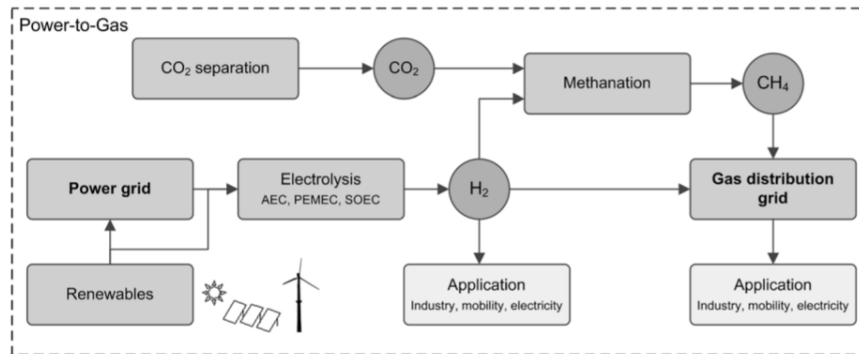 Power-to-Gas
CO₂ separation
CO₂
Methanation
CH₄
Power grid
Electrolysis
AEC, PEMEC, SOEC
H₂
Gas distribution
grid
Renewables
Application
Industry, mobility, electricity
Application
Industry, mobility, electricity